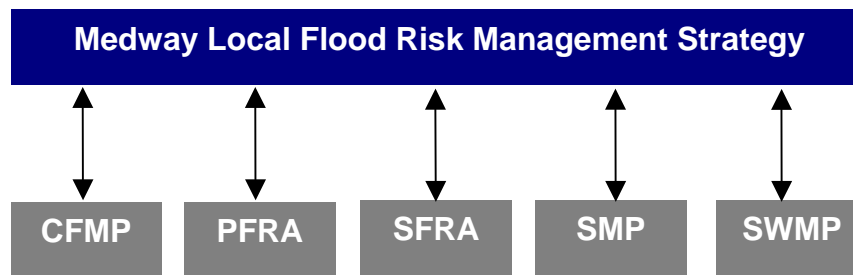 Medway Local Flood Risk Management Strategy
CFMP PFRA SFRA SMP SWMP